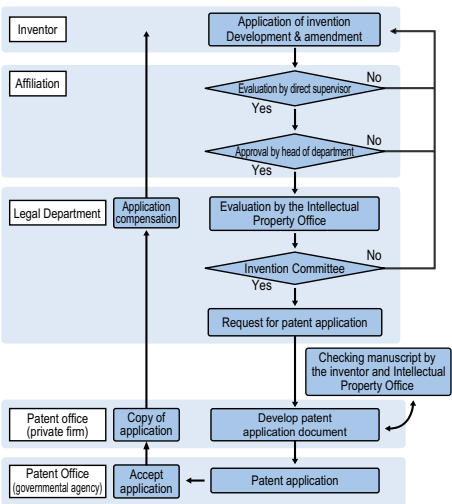 Inventor
Application of invention
Development & amendment
Affiliation
Evaluation by direct supervisor
No
Yes
Approval by head of department
No
Yes
Legal Department
Application
compensation
Evaluation by the Intellectual
Property Office
Invention Committee
No
Yes
Request for patent application
Checking manuscript by
the inventor and Intellectual
Property Office
Patent office
(private firm)
Copy of
application
Develop patent
application document
Patent Office
(governmental agency)
Accept
application
Patent application